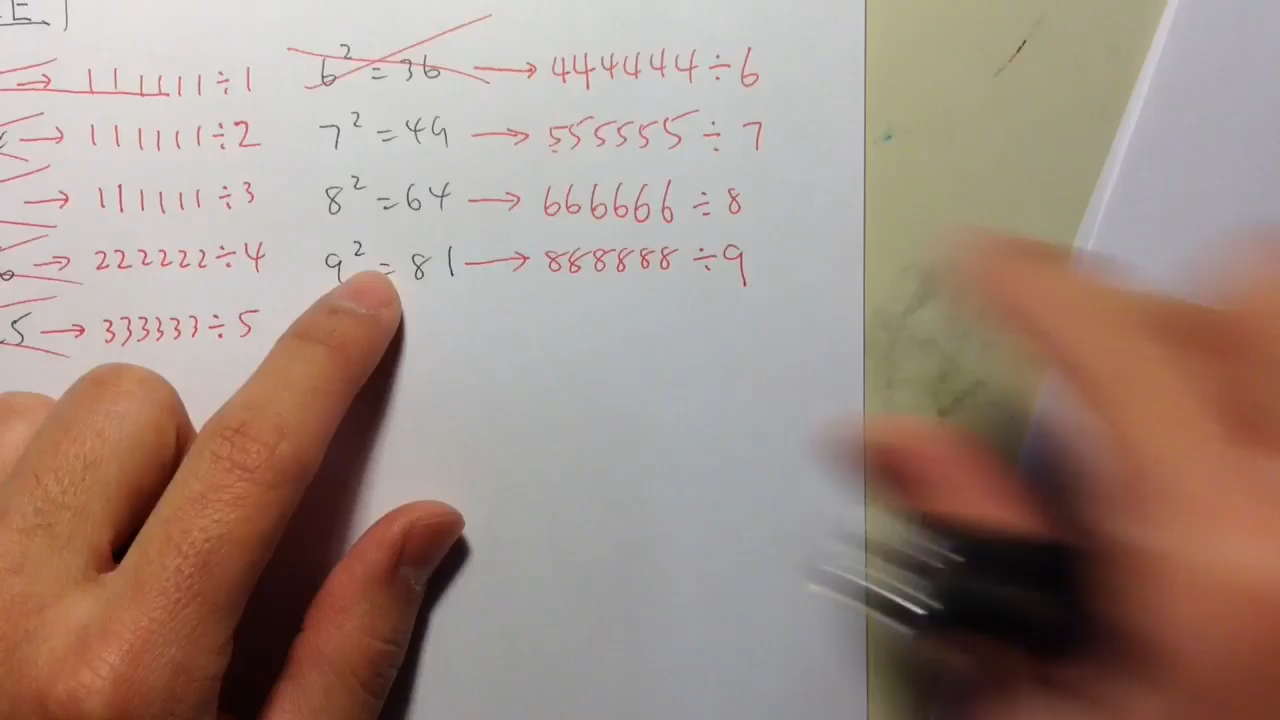 E
→ 111111÷1
→ 111111÷2
→ 111111÷3
→ 222222÷4
5 → 333333÷5
6² = 36 → 444444÷6
7² = 49 → 555555÷7
8² = 64 → 666666÷8
9² = 81 → 888888÷9